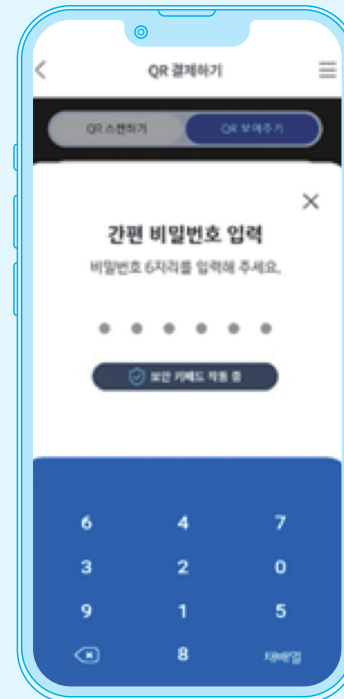 QR 결제하기
QR 스캔하기 QR 보여주기
간편 비밀번호 입력
비밀번호 6자리를 입력해 주세요.
보안 키패드 작동 중
6 4 7
3 2 0
9 1 5
8 재배열